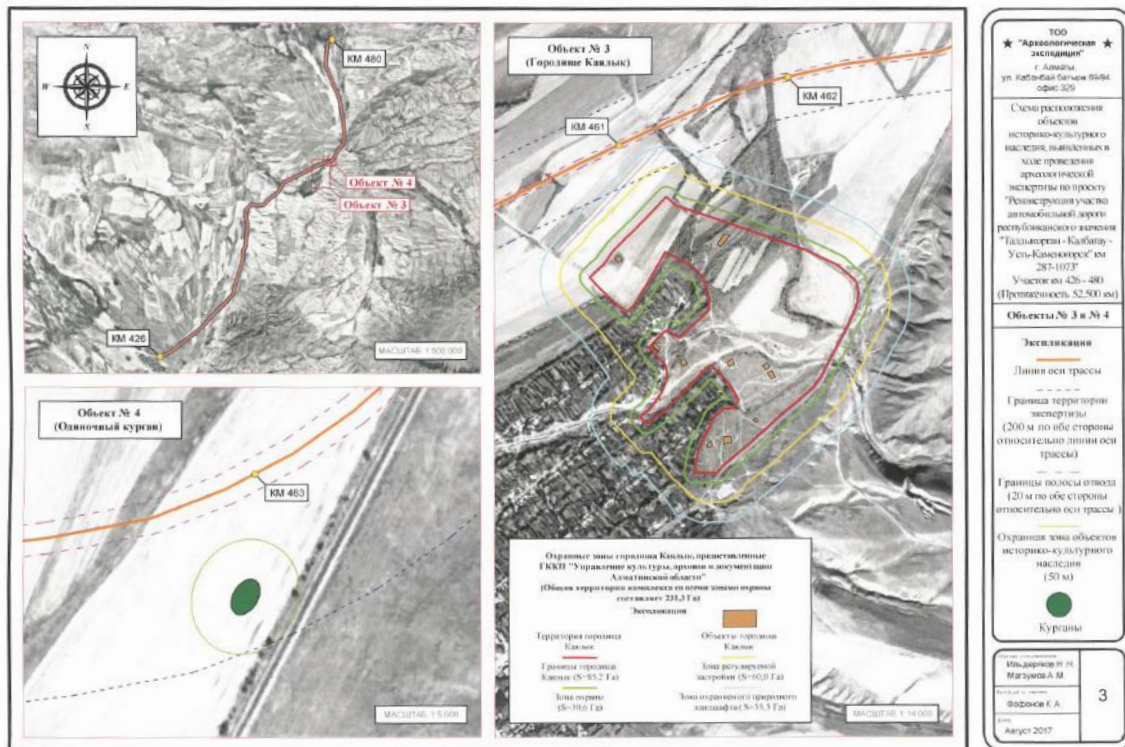 N
W
E
S
КМ 480
Объект № 4
Объект № 3
КМ 426
МАСШТАБ 1:500 000
Объект № 4
(Одиночный курган)
КМ 463
МАСШТАБ 1:5 000
Объект № 3
(Городище Каялык)
КМ 462
КМ 461
Охранные зоны городища Каялык, предоставленные
ГККП "Управление культуры, архивов и документации
Алматинской области"
(Общая территория комплекса со всеми зонами охраны
составляет 231,3 Га)
Экспликация
Территория городища
Каялык
Границы городища
Каялык (S=85,2 Га)
Зона охраны
(S=30,6 Га)
Объекты городища
Каялык
Зона регулируемой
застройки (S=60,0 Га)
Зона охраняемого природного
ландшафта (S=55,5 Га)
МАСШТАБ 1:14 000
ТОО
"Археологическая
экспедиция"
г. Алматы,
ул. Кабанбай батыра 69/94
офис 329
Схема расположения
объектов
историко-культурного
наследия, выявленных в
ходе проведения
археологической
экспертизы по проекту
"Реконструкция участка
автомобильной дороги
республиканского значения
"Талдыкорган - Калбатау -
Усть-Каменогорск" км
287-1073"
Участок км 426 - 480
(Протяженность 52,500 км)
Объекты № 3 и № 4
Экспликация
Линия оси трассы
Граница территории
экспертизы
(200 м по обе стороны
относительно линии оси
трассы)
Границы полосы отвода
(20 м по обе стороны
относительно оси трассы )
Охранная зона объектов
историко-культурного
наследия
(50 м)
Курганы
Ильдеряков Н. Н.
Магзумов А. М.
Фофонов К. А.
Август 2017
3